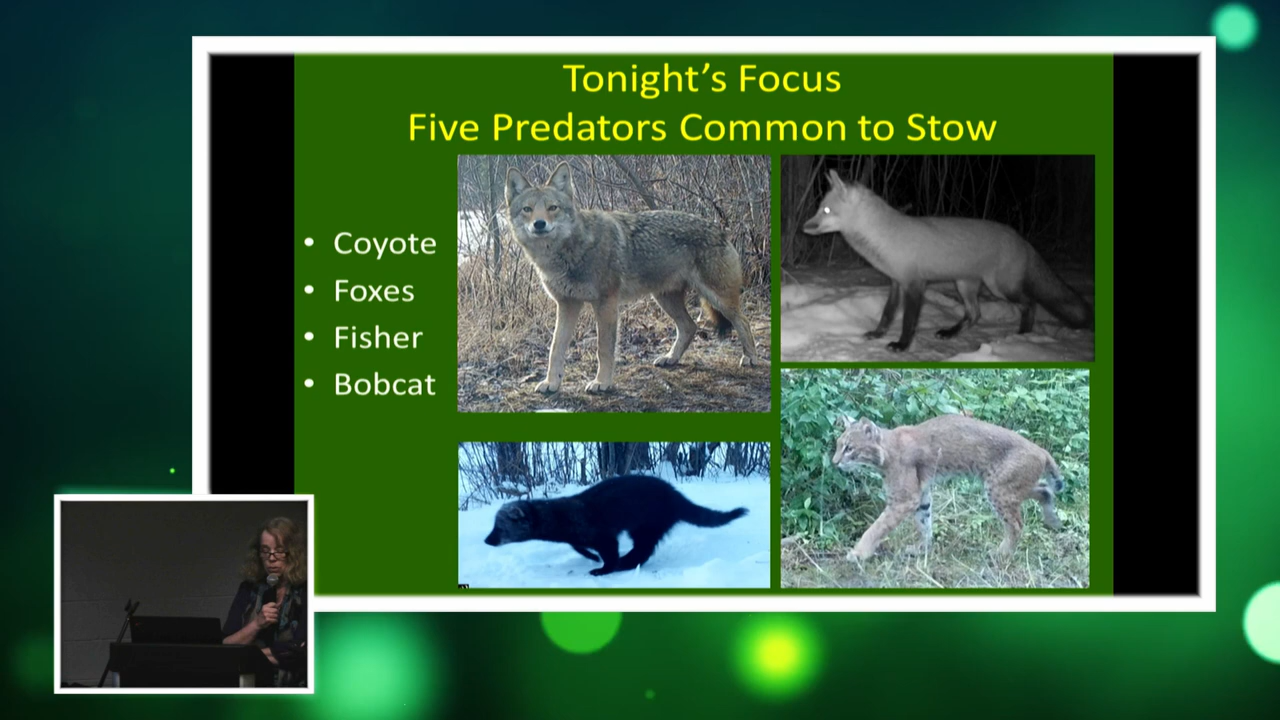 Tonight's Focus
Five Predators Common to Stow
• Coyote
• Foxes
• Fisher
• Bobcat